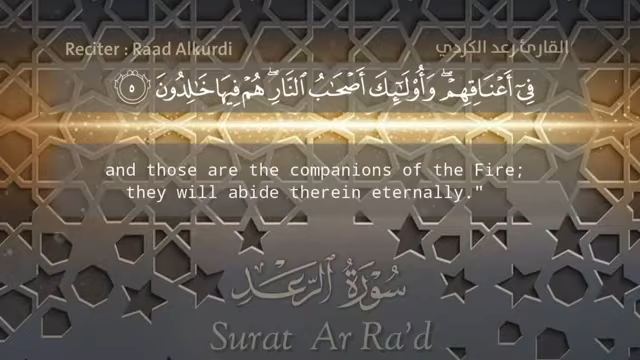 Reciter : Raad Alkurdi
القارئ رعد الكردي
فِىٓ أَعْنَاقِهِمْ ۖ وَأُو۟لَـٰٓئِكَ أَصْحَـٰبُ ٱلنَّارِ ۖ هُمْ فِيهَا خَـٰلِدُونَ ٥
and those are the companions of the Fire;
they will abide therein eternally."
سُورَةُ الرَّعْدِ
Surat Ar Ra'd